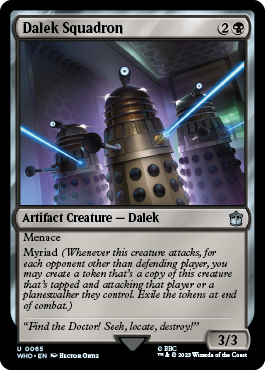 Dalek Squadron 2
Artifact Creature — Dalek
Menace
Myriad (Whenever this creature attacks, for
each opponent other than defending player, you
may create a token that's a copy of this creature
that's tapped and attacking that player or a
planeswalker they control. Exile the tokens at end
of combat.)
"Find the Doctor! Seek, locate, destroy!"
3/3
U 0065 © BBC
WHO • EN Hector Ortiz ™ & © 2023 Wizards of the Coast